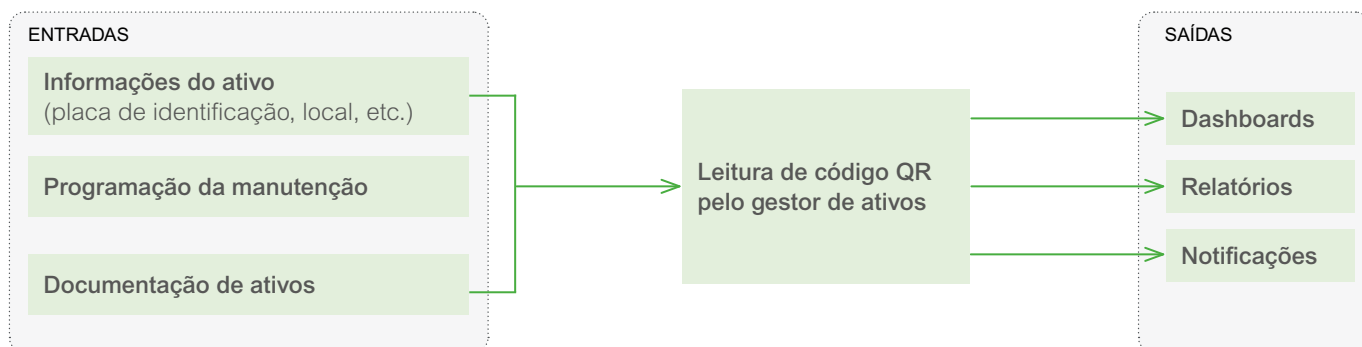 ENTRADAS
Informações do ativo
(placa de identificação, local, etc.)
Programação da manutenção
Documentação de ativos
Leitura de código QR
pelo gestor de ativos
SAÍDAS
Dashboards
Relatórios
Notificações